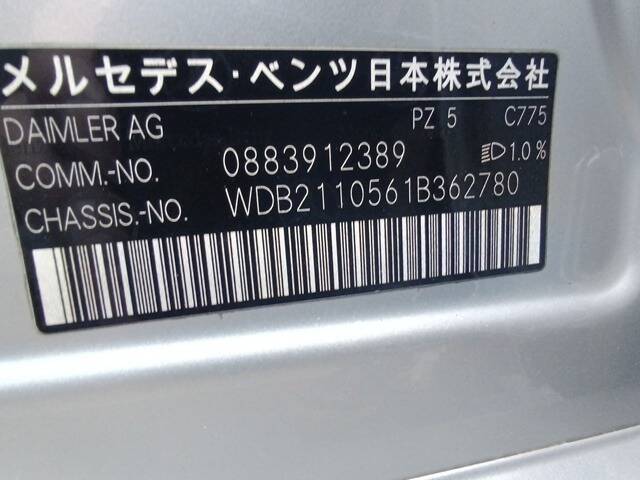 メルセデス・ベンツ日本株式会社
DAIMLER AG PZ 5 C775
COMM.-NO. 0883912389 1.0%
CHASSIS.-NO. WDB2110561B362780